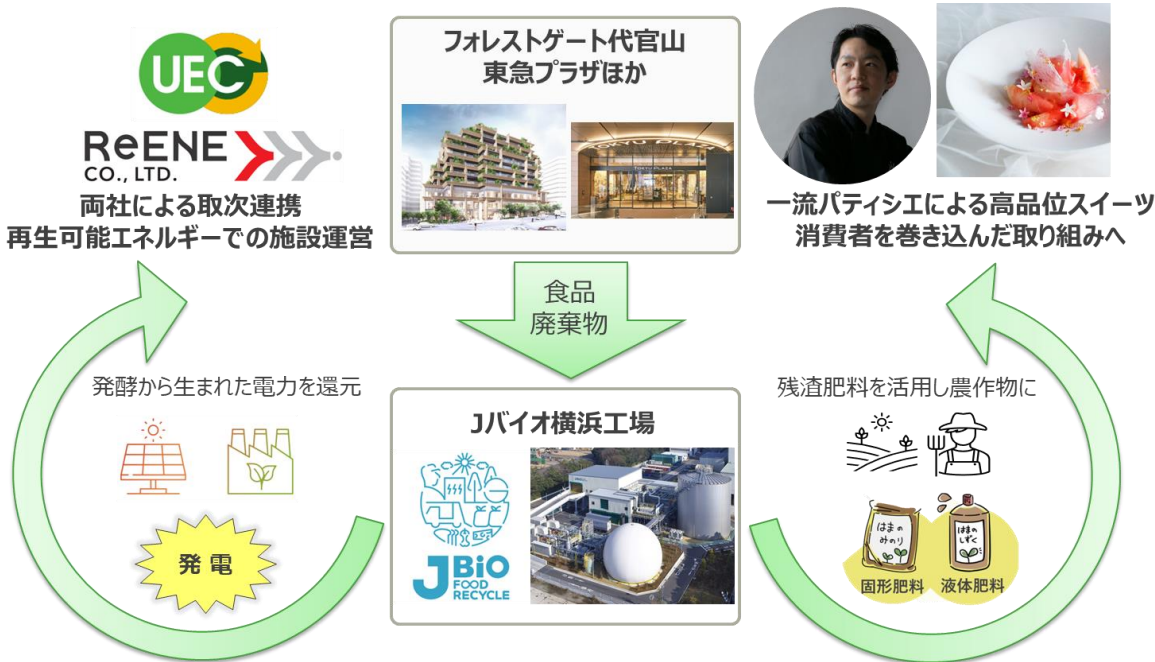 UEC
ReENE
CO., LTD.
両社による取次連携
再生可能エネルギーでの施設運営
フォレストゲート代官山
東急プラザほか
TOKYU PLAZA
一流パティシエによる高品位スイーツ
消費者を巻き込んだ取り組みへ
食品
廃棄物
発酵から生まれた電力を還元
発電
Jバイオ横浜工場
J BiO
FOOD
RECYCLE
残渣肥料を活用し農作物に
はまの
みのり
はまの
しずく
固形肥料
液体肥料